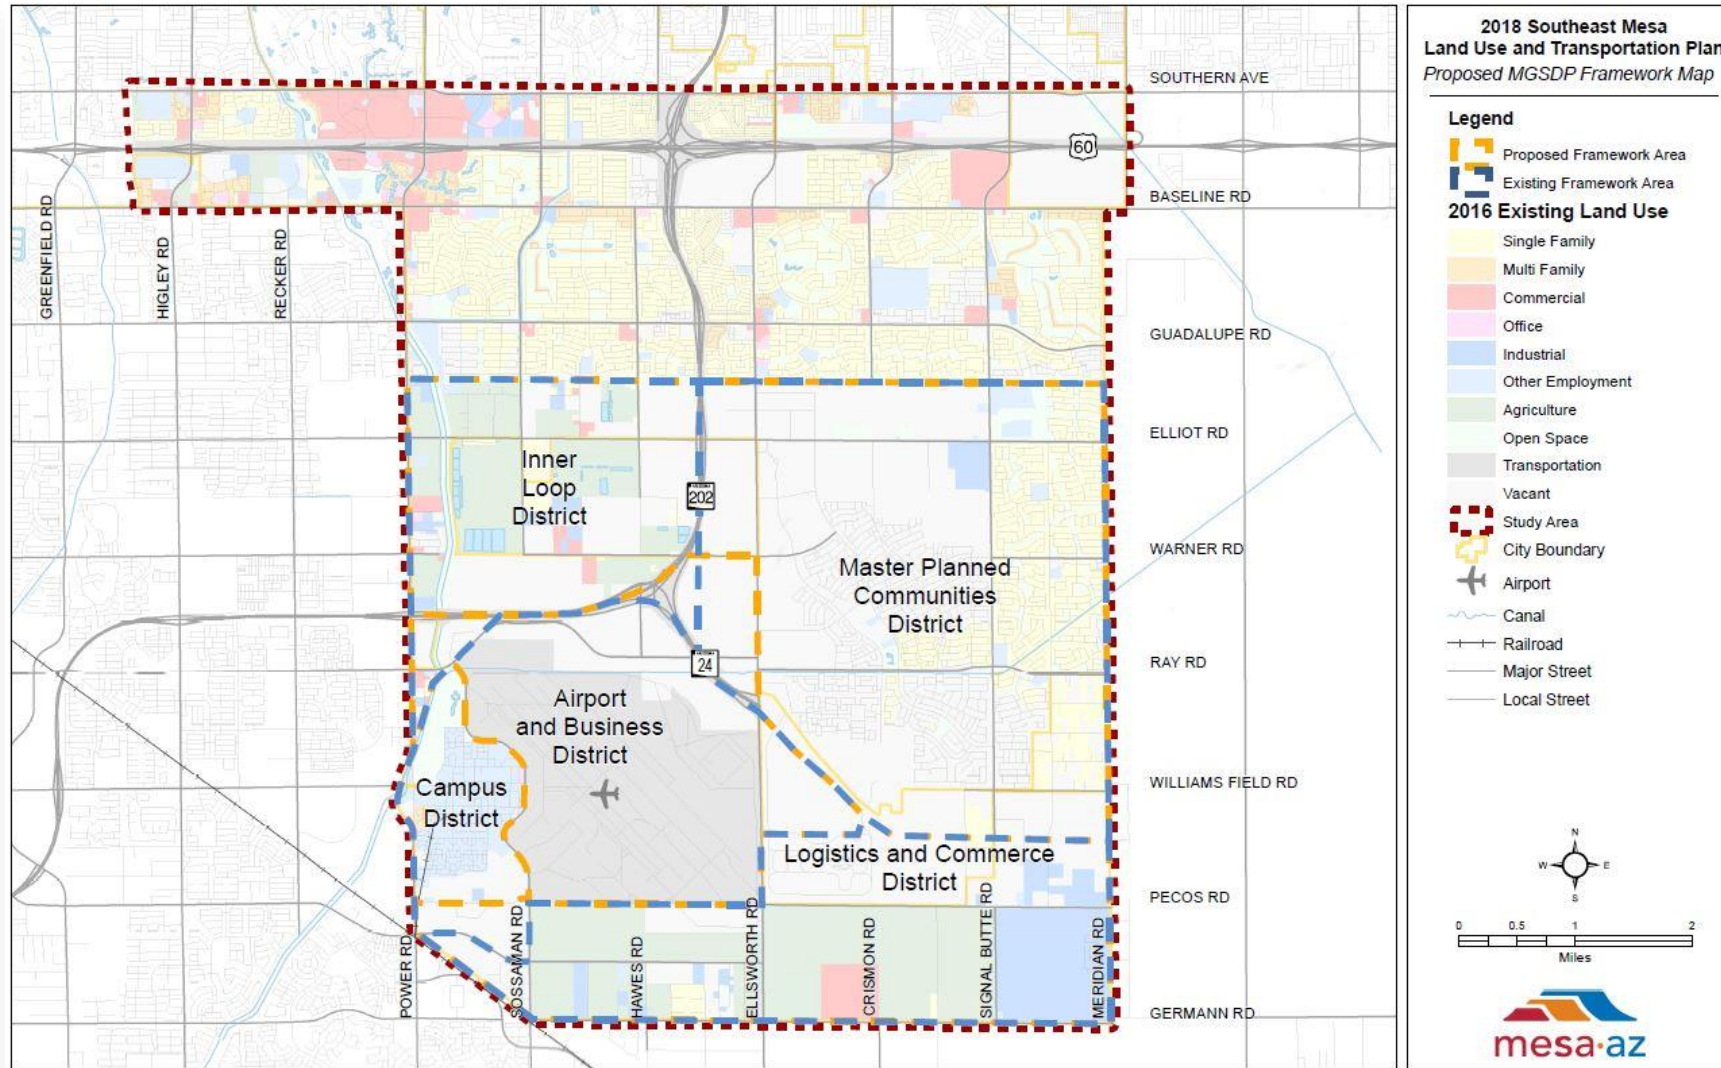 SOUTHERN AVE
60
BASELINE RD
GREENFIELD RD
HIGLEY RD
RECKER RD
GUADALUPE RD
ELLIOT RD
Inner
Loop
District
202
WARNER RD
Master Planned
Communities
District
RAY RD
24
Airport
and Business
District
WILLIAMS FIELD RD
Campus
District
Logistics and Commerce
District
PECOS RD
POWER RD
SOSSAMAN RD
HAWES RD
ELLSWORTH RD
CRISMON RD
SIGNAL BUTTE RD
MERIDIAN RD
GERMANN RD
2018 Southeast Mesa
Land Use and Transportation Plan
Proposed MGSDP Framework Map
Legend
Proposed Framework Area
Existing Framework Area
2016 Existing Land Use
Single Family
Multi Family
Commercial
Office
Industrial
Other Employment
Agriculture
Open Space
Transportation
Vacant
Study Area
City Boundary
Airport
Canal
Railroad
Major Street
Local Street
N
W E
S
0 0.5 1 2
Miles
mesa·az